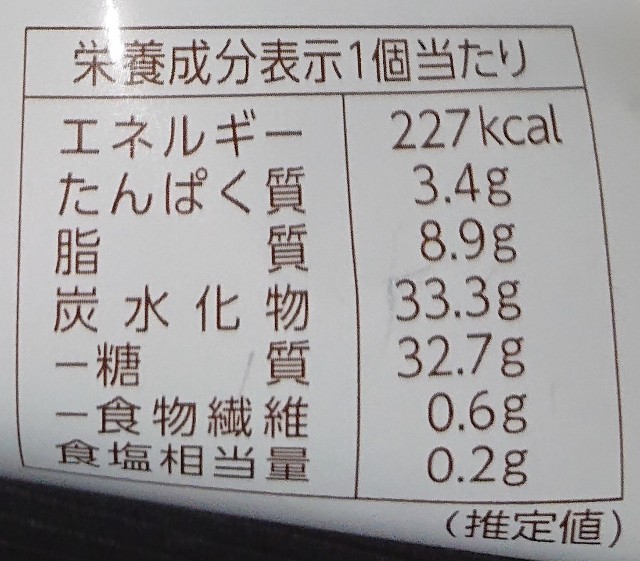 栄養成分表示1個当たり
エネルギー 227kcal
たんぱく質 3.4g
脂質 8.9g
炭水化物 33.3g
－糖質 32.7g
－食物繊維 0.6g
食塩相当量 0.2g
（推定値）